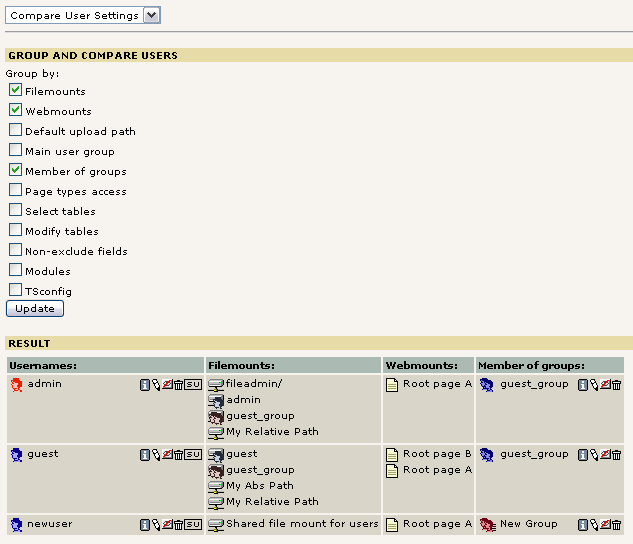 Compare User Settings
GROUP AND COMPARE USERS
Group by:
Filemounts
Webmounts
Default upload path
Main user group
Member of groups
Page types access
Select tables
Modify tables
Non-exclude fields
Modules
TSconfig
Update
RESULT
Usernames: Filemounts: Webmounts: Member of groups:
admin SU fileadmin/ Root page A guest_group
admin
guest_group
My Relative Path
guest SU guest Root page B guest_group
guest_group Root page A
My Abs Path
My Relative Path
newuser SU Shared file mount for users Root page A New Group